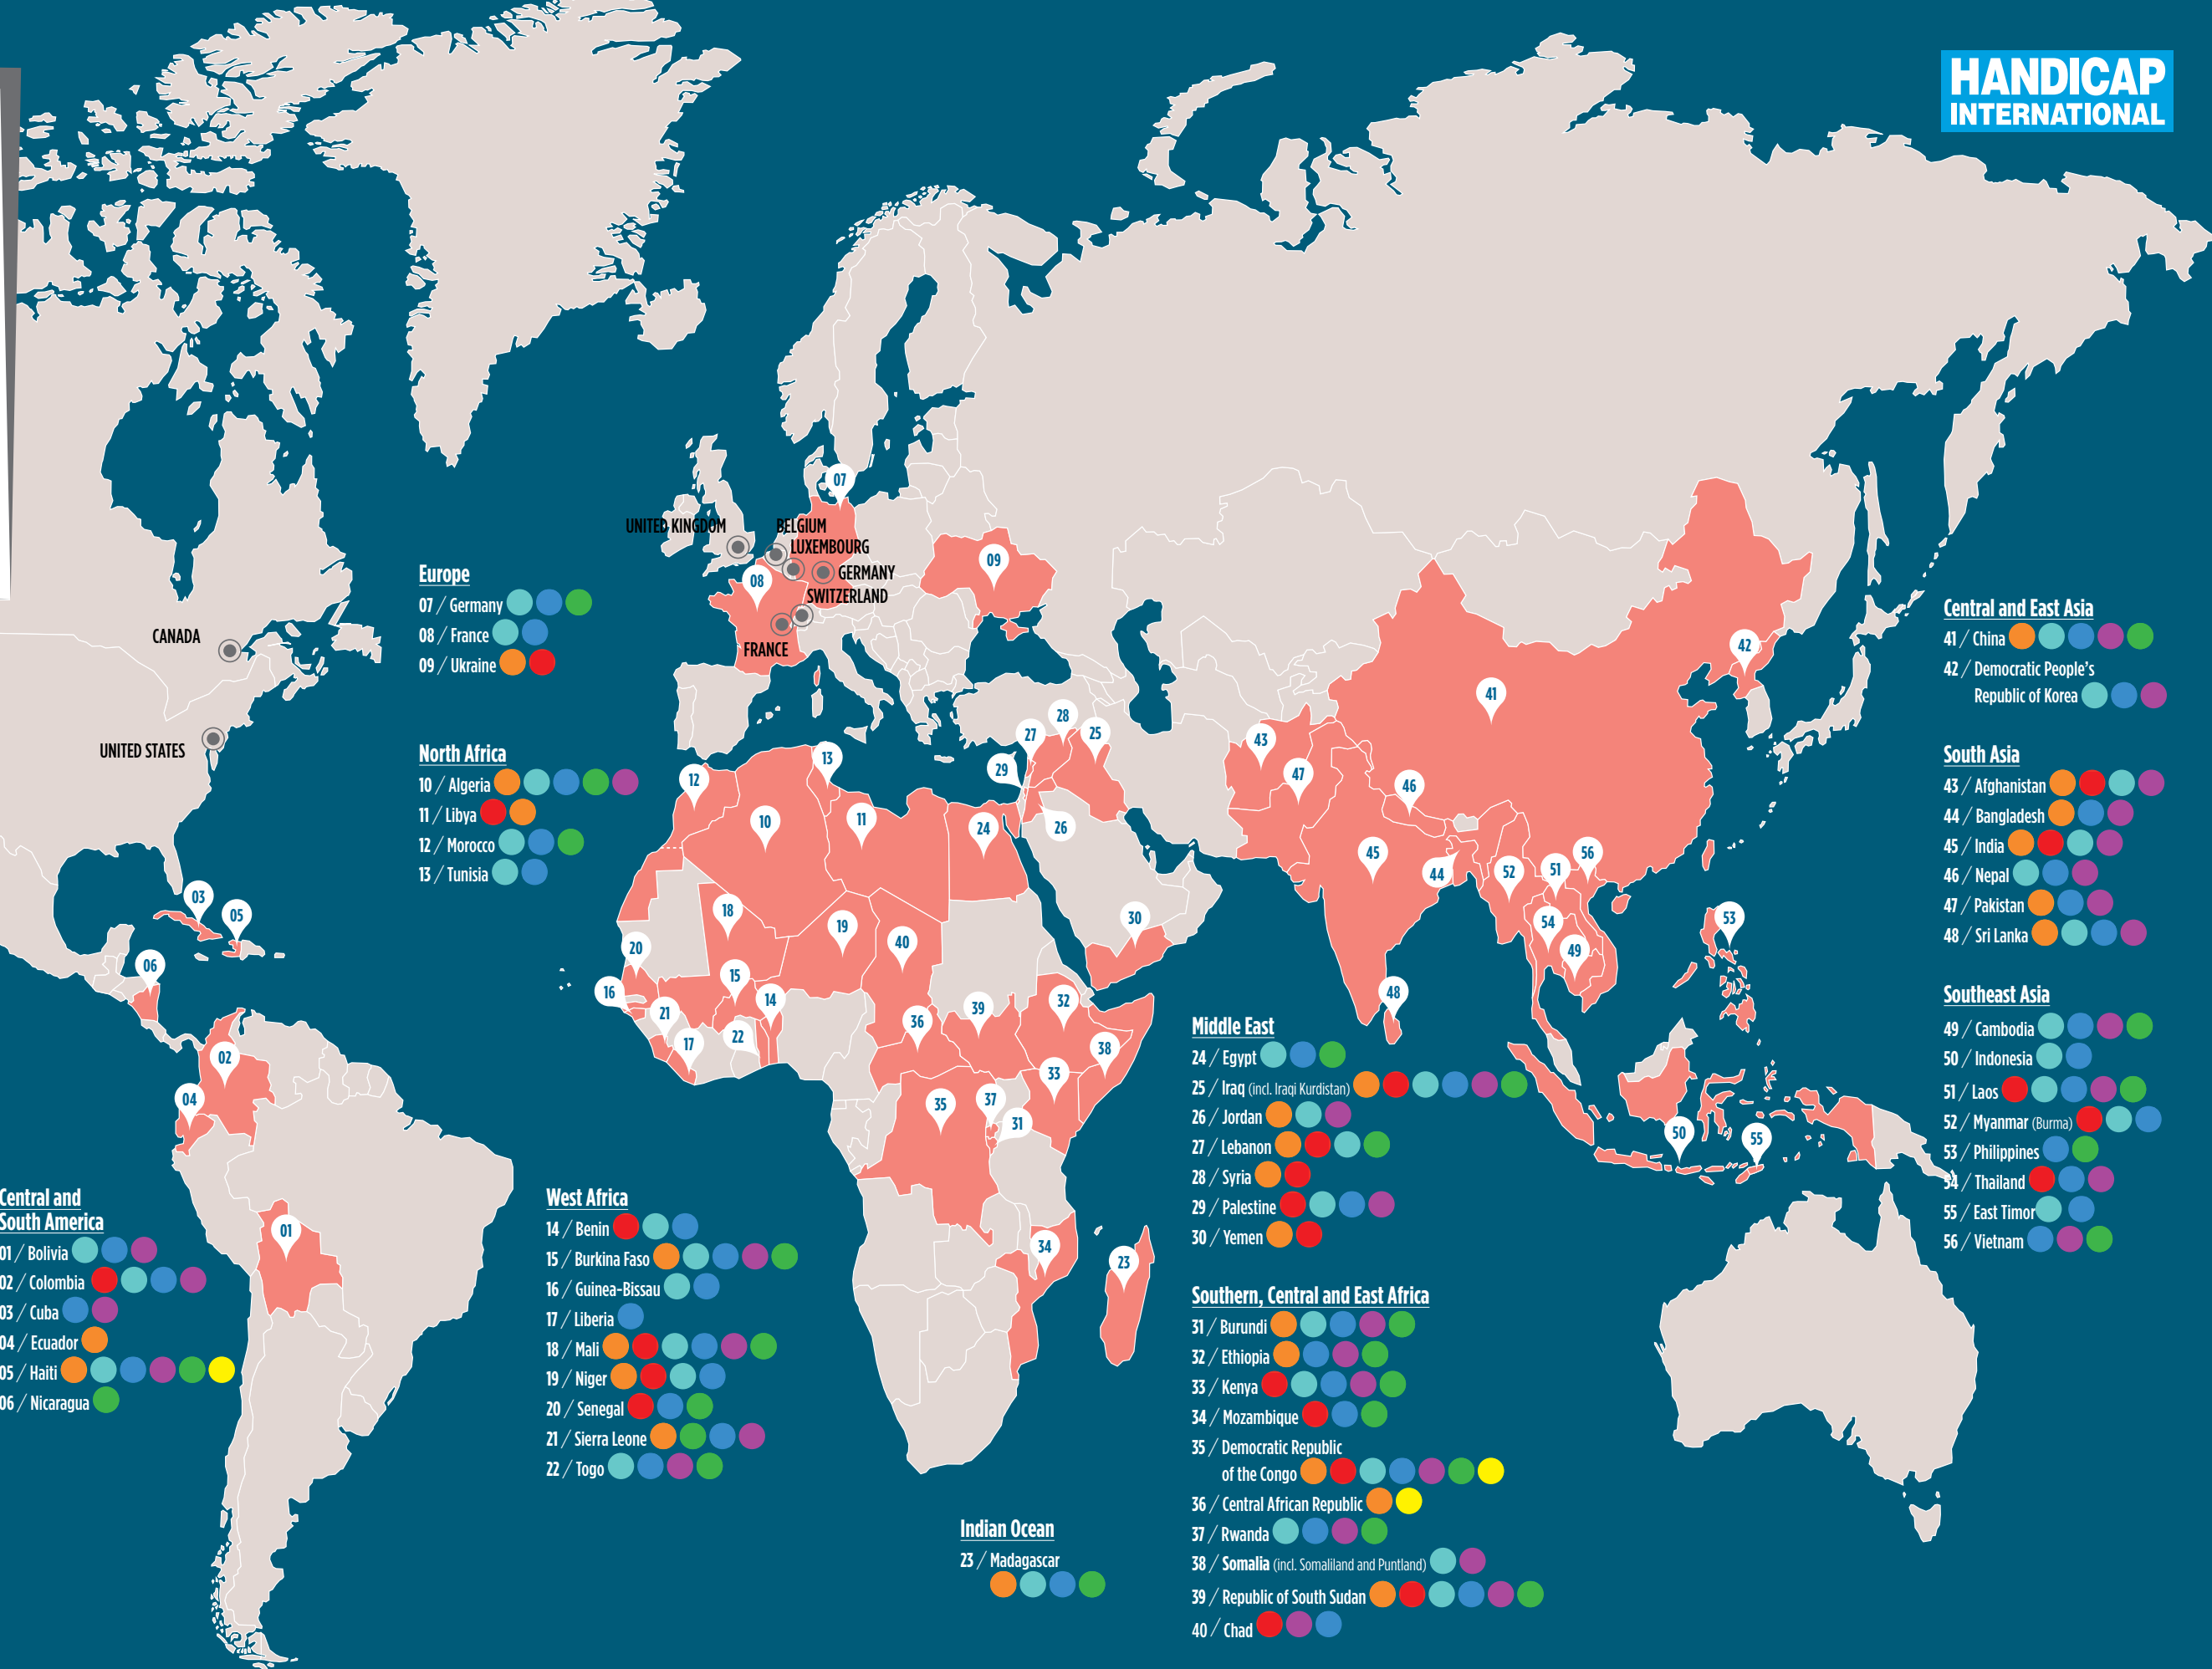 HANDICAP
INTERNATIONAL
UNITED KINGDOM
BELGIUM
LUXEMBOURG
GERMANY
SWITZERLAND
FRANCE
CANADA
UNITED STATES
07
08
09
42
41
28
27
25
29
43
47
46
12
13
10
11
24
26
45
44
52
51
56
54
49
53
48
03
05
06
18
19
40
30
20
15
16
14
21
17
22
36
39
32
38
33
02
04
35
37
31
50
55
01
34
23
Europe
07 / Germany
08 / France
09 / Ukraine
North Africa
10 / Algeria
11 / Libya
12 / Morocco
13 / Tunisia
Central and
South America
01 / Bolivia
02 / Colombia
03 / Cuba
04 / Ecuador
05 / Haiti
06 / Nicaragua
West Africa
14 / Benin
15 / Burkina Faso
16 / Guinea-Bissau
17 / Liberia
18 / Mali
19 / Niger
20 / Senegal
21 / Sierra Leone
22 / Togo
Indian Ocean
23 / Madagascar
Middle East
24 / Egypt
25 / Iraq (incl. Iraqi Kurdistan)
26 / Jordan
27 / Lebanon
28 / Syria
29 / Palestine
30 / Yemen
Southern, Central and East Africa
31 / Burundi
32 / Ethiopia
33 / Kenya
34 / Mozambique
35 / Democratic Republic
of the Congo
36 / Central African Republic
37 / Rwanda
38 / Somalia (incl. Somaliland and Puntland)
39 / Republic of South Sudan
40 / Chad
Central and East Asia
41 / China
42 / Democratic People's
Republic of Korea
South Asia
43 / Afghanistan
44 / Bangladesh
45 / India
46 / Nepal
47 / Pakistan
48 / Sri Lanka
Southeast Asia
49 / Cambodia
50 / Indonesia
51 / Laos
52 / Myanmar (Burma)
53 / Philippines
54 / Thailand
55 / East Timor
56 / Vietnam